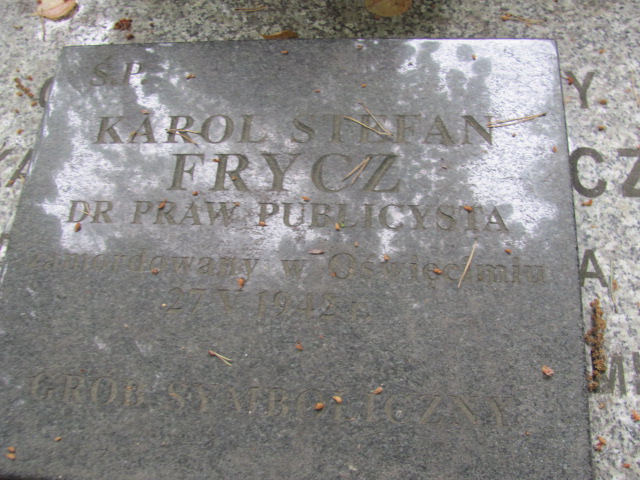 Ś.P.
KAROL STEFAN
FRYCZ
DR PRAW PUBLICYSTA
zamordowany w Oświęcimiu
27 V 1942 r.
GRÓB SYMBOLICZNY